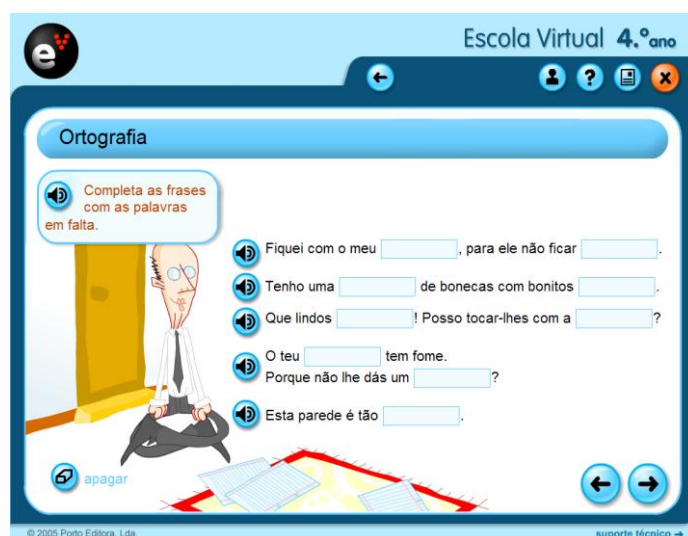 Escola Virtual 4.ºano
Ortografia
Completa as frases
com as palavras
em falta.
Fiquei com o meu , para ele não ficar .
Tenho uma de bonecas com bonitos .
Que lindos ! Posso tocar-lhes com a ?
O teu tem fome.
Porque não lhe dás um ?
Esta parede é tão .
apagar
© 2005 Porto Editora, Lda.
suporte técnico